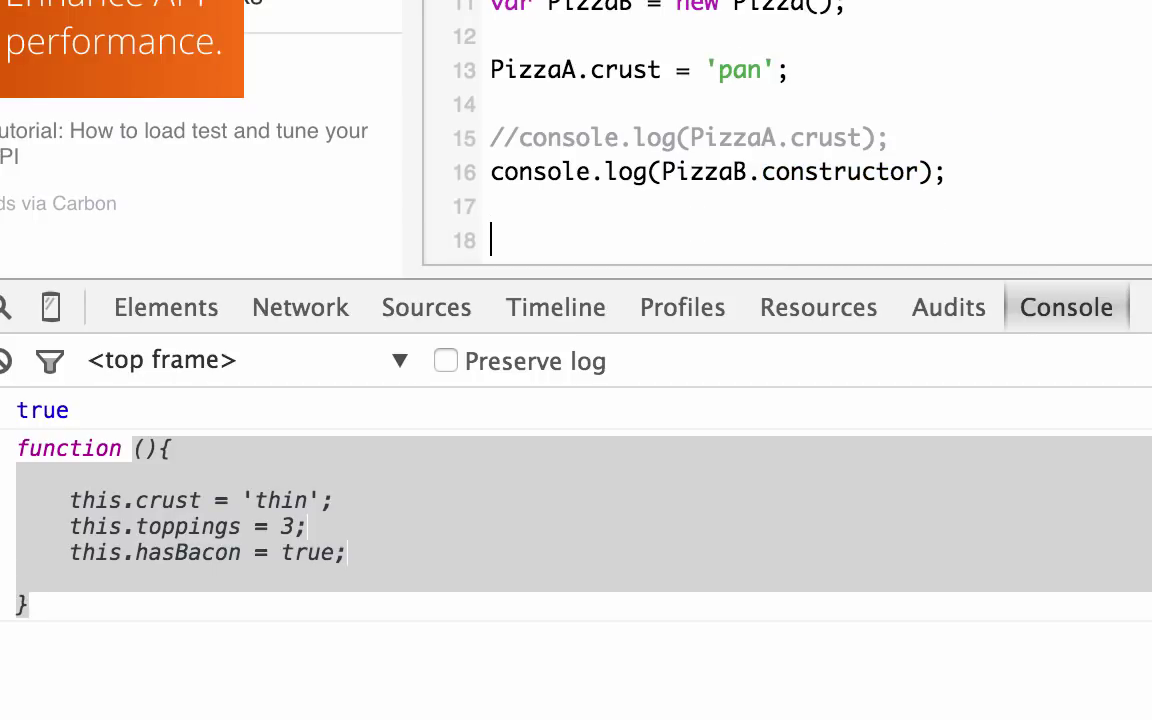 Enhance API
performance.
utorial: How to load test and tune your
PI
ds via Carbon
11 var PizzaB = new Pizza();
12
13 PizzaA.crust = 'pan';
14
15 //console.log(PizzaA.crust);
16 console.log(PizzaB.constructor);
17
18
Elements Network Sources Timeline Profiles Resources Audits Console
<top frame> ▼ Preserve log
true
function (){
this.crust = 'thin';
this.toppings = 3;
this.hasBacon = true;
}